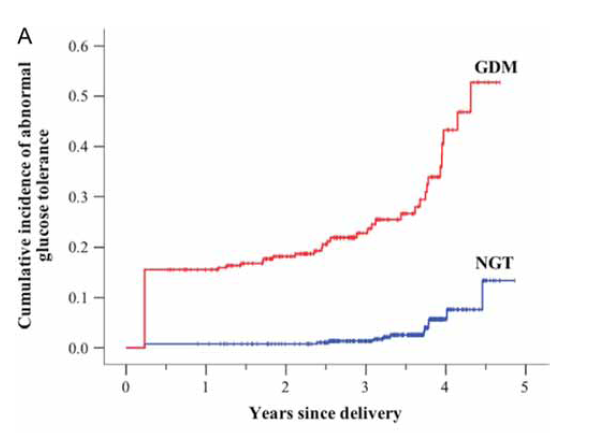 A
0.6
GDM
0.5
0.4
0.3
0.2
NGT
0.1
0.0
Cumulative incidence of abnormal
glucose tolerance
0 1 2 3 4 5
Years since delivery